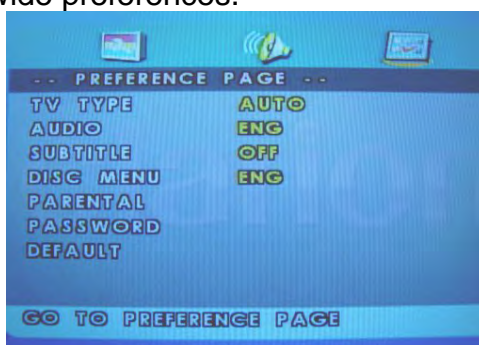 -- PREFERENCE PAGE --
TV TYPE AUTO
AUDIO ENG
SUBTITLE OFF
DISC MENU ENG
PARENTAL
PASSWORD
DEFAULT
GO TO PREFERENCE PAGE